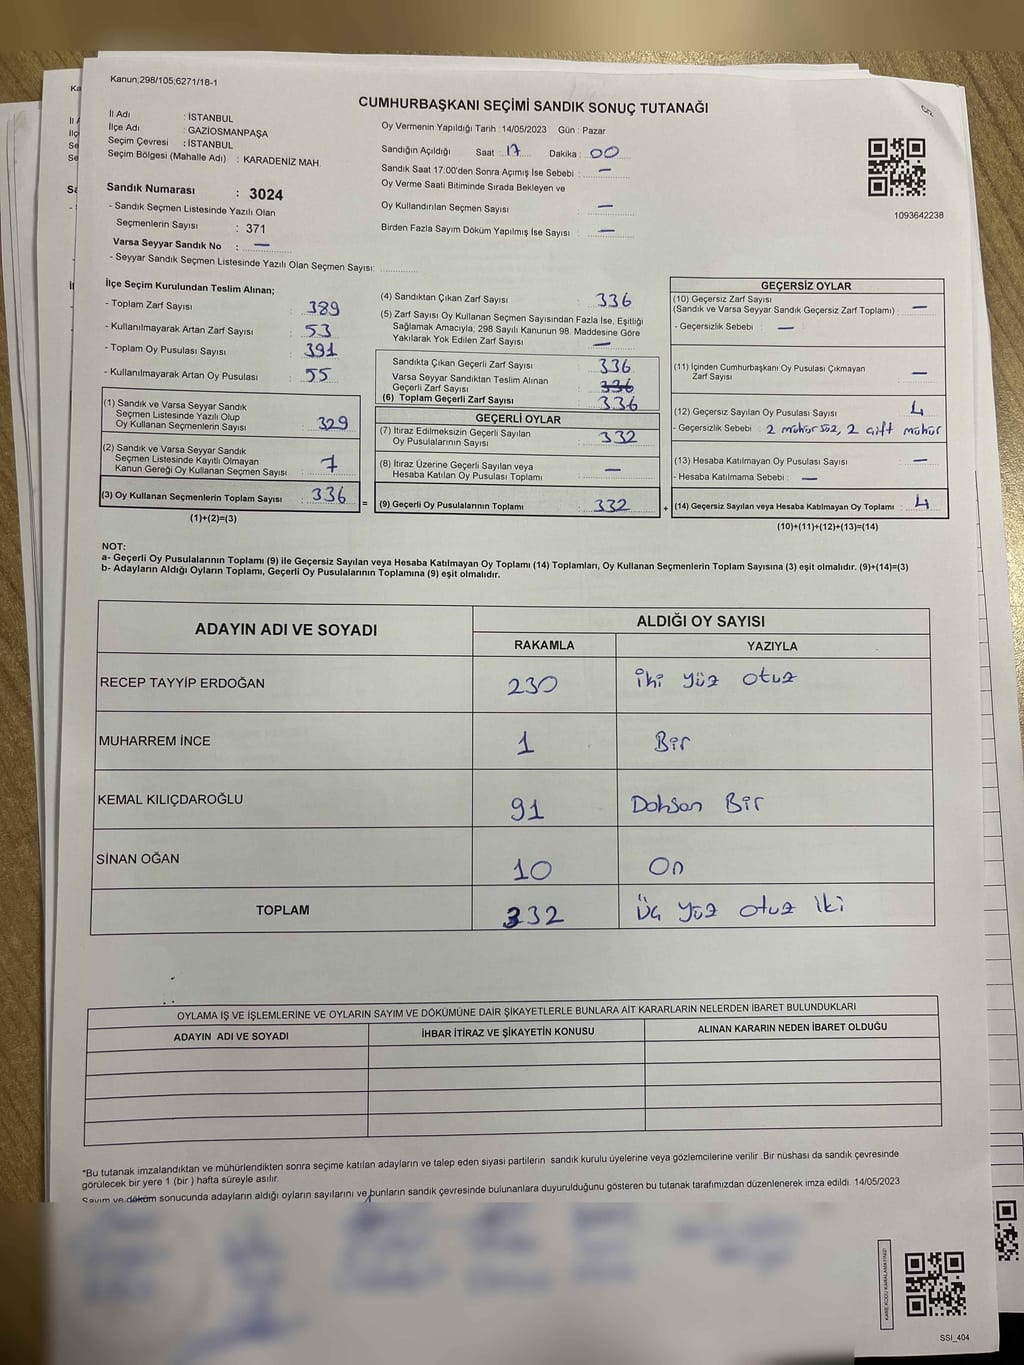 Kanun;298/105;6271/18-1
CUMHURBAŞKANI SEÇİMİ SANDIK SONUÇ TUTANAĞI
İl Adı : İSTANBUL
İlçe Adı : GAZİOSMANPAŞA
Seçim Çevresi : İSTANBUL
Seçim Bölgesi (Mahalle Adı) : KARADENİZ MAH.
Sandık Numarası : 3024
- Sandık Seçmen Listesinde Yazılı Olan
Seçmenlerin Sayısı : 371
Varsa Seyyar Sandık No : —
- Seyyar Sandık Seçmen Listesinde Yazılı Olan Seçmen Sayısı:
Oy Vermenin Yapıldığı Tarih : 14/05/2023 Gün : Pazar
Sandığın Açıldığı Saat 17 Dakika : 00
Sandık Saat 17:00'den Sonra Açımış İse Sebebi : —
Oy Verme Saati Bitiminde Sırada Bekleyen ve
Oy Kullandırılan Seçmen Sayısı : —
Birden Fazla Sayım Döküm Yapılmış İse Sayısı : —
1093642238
İlçe Seçim Kurulundan Teslim Alınan;
- Toplam Zarf Sayısı : 389
- Kullanılmayarak Artan Zarf Sayısı : 53
- Toplam Oy Pusulası Sayısı : 391
- Kullanılmayarak Artan Oy Pusulası : 55
(1) Sandık ve Varsa Seyyar Sandık
Seçmen Listesinde Yazılı Olup
Oy Kullanan Seçmenlerin Sayısı : 329
(2) Sandık ve Varsa Seyyar Sandık
Seçmen Listesinde Kayıtlı Olmayan
Kanun Gereği Oy Kullanan Seçmen Sayısı : 7
(3) Oy Kullanan Seçmenlerin Toplam Sayısı : 336
(1)+(2)=(3)
=
(4) Sandıktan Çıkan Zarf Sayısı : 336
(5) Zarf Sayısı Oy Kullanan Seçmen Sayısından Fazla İse, Eşitliği
Sağlamak Amacıyla, 298 Sayılı Kanunun 98. Maddesine Göre
Yakılarak Yok Edilen Zarf Sayısı : —
Sandıkta Çıkan Geçerli Zarf Sayısı : 336
Varsa Seyyar Sandıktan Teslim Alınan
Geçerli Zarf Sayısı : 336
(6) Toplam Geçerli Zarf Sayısı : 336
GEÇERLİ OYLAR
(7) İtiraz Edilmeksizin Geçerli Sayılan
Oy Pusulalarının Sayısı : 332
(8) İtiraz Üzerine Geçerli Sayılan veya
Hesaba Katılan Oy Pusulası Toplamı : —
(9) Geçerli Oy Pusulalarının Toplamı : 332
+
GEÇERSİZ OYLAR
(10) Geçersiz Zarf Sayısı
(Sandık ve Varsa Seyyar Sandık Geçersiz Zarf Toplamı) : —
- Geçersizlik Sebebi : —
(11) İçinden Cumhurbaşkanı Oy Pusulası Çıkmayan
Zarf Sayısı : —
(12) Geçersiz Sayılan Oy Pusulası Sayısı : 4
- Geçersizlik Sebebi : 2 mühürsüz, 2 çift mühür
(13) Hesaba Katılmayan Oy Pusulası Sayısı : —
- Hesaba Katılmama Sebebi : —
(14) Geçersiz Sayılan veya Hesaba Katılmayan Oy Toplamı : 4
(10)+(11)+(12)+(13)=(14)
NOT:
a- Geçerli Oy Pusulalarının Toplamı (9) ile Geçersiz Sayılan veya Hesaba Katılmayan Oy Toplamı (14) Toplamları, Oy Kullanan Seçmenlerin Toplam Sayısına (3) eşit olmalıdır. (9)+(14)=(3)
b- Adayların Aldığı Oyların Toplamı, Geçerli Oy Pusulalarının Toplamına (9) eşit olmalıdır.
ADAYIN ADI VE SOYADI ALDIĞI OY SAYISI
RAKAMLA YAZIYLA
RECEP TAYYİP ERDOĞAN 230 iki yüz otuz
MUHARREM İNCE 1 Bir
KEMAL KILIÇDAROĞLU 91 Doksan Bir
SİNAN OĞAN 10 On
TOPLAM 332 Üç yüz otuz iki
OYLAMA İŞ VE İŞLEMLERİNE VE OYLARIN SAYIM VE DÖKÜMÜNE DAİR ŞİKAYETLERLE BUNLARA AİT KARARLARIN NELERDEN İBARET BULUNDUKLARI
ADAYIN ADI VE SOYADI İHBAR İTİRAZ VE ŞİKAYETİN KONUSU ALINAN KARARIN NEDEN İBARET OLDUĞU
*Bu tutanak imzalandıktan ve mühürlendikten sonra seçime katılan adayların ve talep eden siyasi partilerin sandık kurulu üyelerine veya gözlemcilerine verilir .Bir nüshası da sandık çevresinde
görülecek bir yere 1 (bir ) hafta süreyle asılır.
Sayım ve döküm sonucunda adayların aldığı oyların sayılarını ve bunların sandık çevresinde bulunanlara duyurulduğunu gösteren bu tutanak tarafımızdan düzenlenerek imza edildi. 14/05/2023
KARE KODU KARALAMAYINIZ!
SSI_404